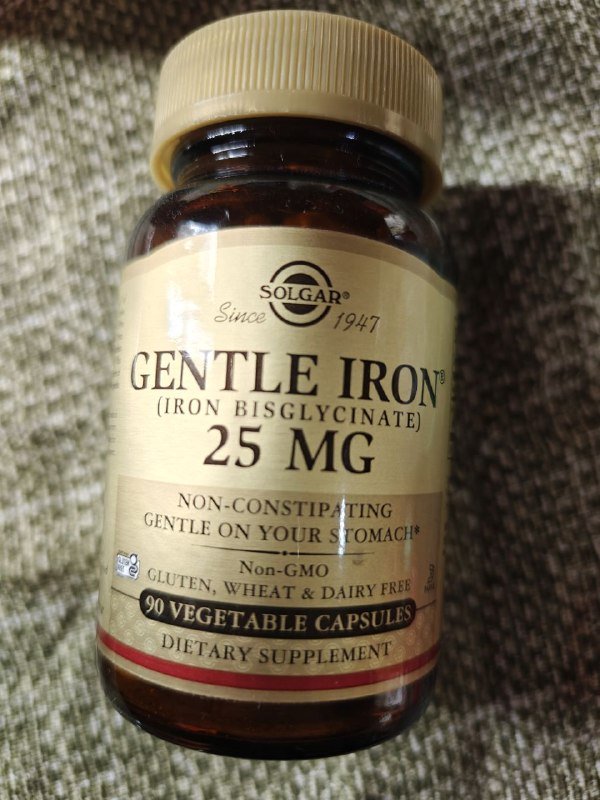 SOLGAR®
Since 1947
GENTLE IRON®
(IRON BISGLYCINATE)
25 MG
NON-CONSTIPATING
GENTLE ON YOUR STOMACH*
Non-GMO
GLUTEN, WHEAT & DAIRY FREE
90 VEGETABLE CAPSULES
DIETARY SUPPLEMENT